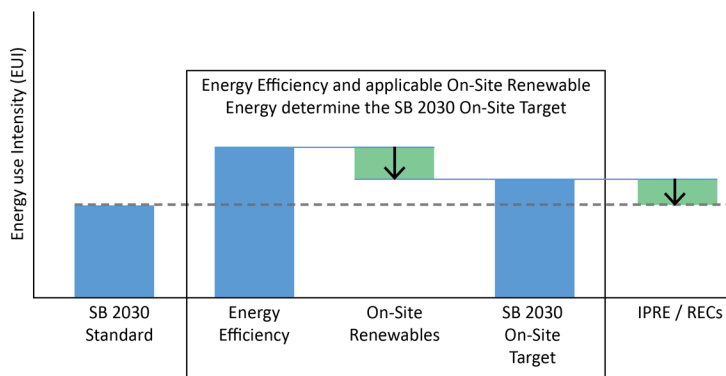 Energy use Intensity (EUI)
Energy Efficiency and applicable On-Site Renewable
Energy determine the SB 2030 On-Site Target
SB 2030
Standard
Energy
Efficiency
On-Site
Renewables
SB 2030
On-Site
Target
IPRE / RECs